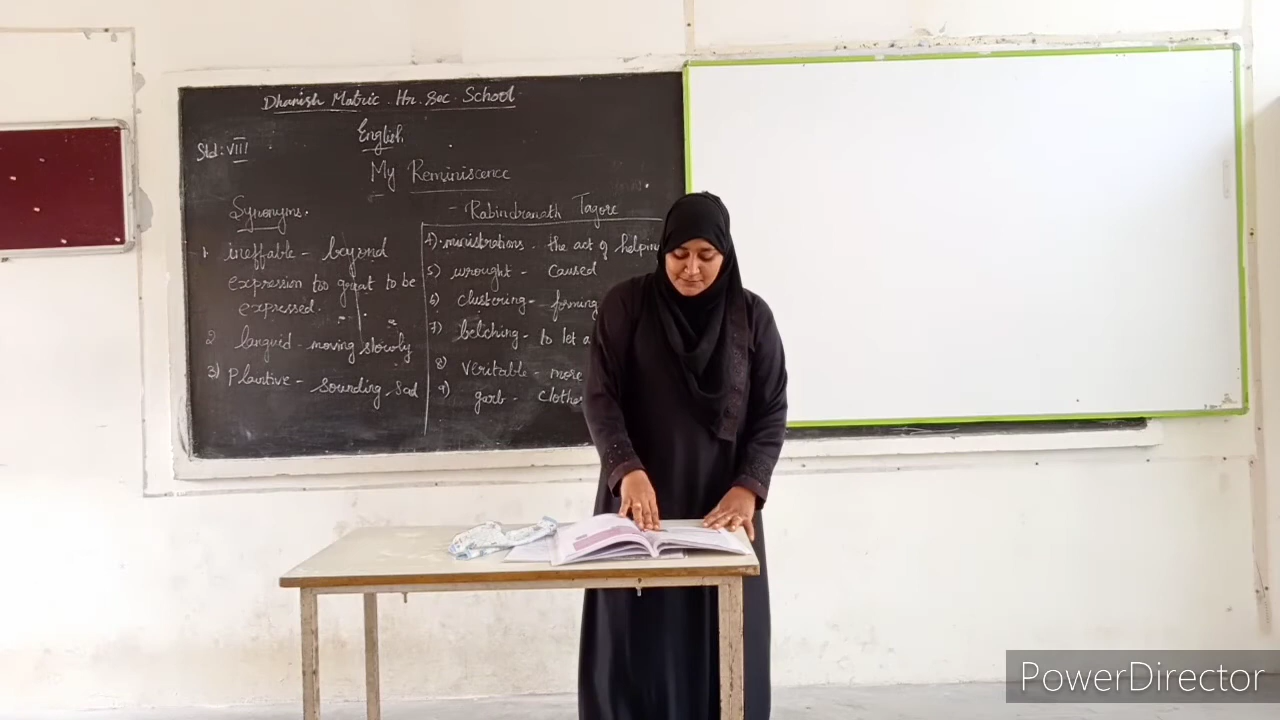 Dhanish Matric. Hr. Sec. School
English
Std: VIII
My Reminiscence
- Rabindranath Tagore
Synonyms.
1. ineffable - beyond
expression too great to be
expressed.
2 languid - moving slowly
3) Plaintive - sounding sad
4). ministrations. the act of helping
5) wrought - caused
6) clustering - forming
7) belching - to let a
8) veritable - more
9) garb - clothes
PowerDirector